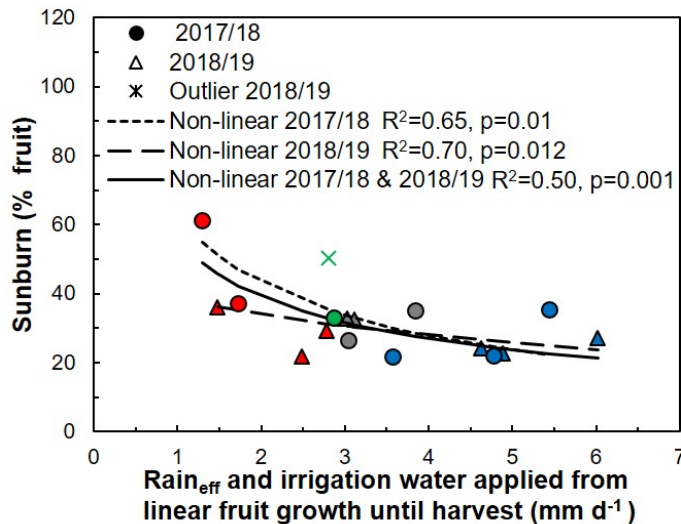 120
100
80
60
40
20
0
Sunburn (% fruit)
2017/18
2018/19
Outlier 2018/19
Non-linear 2017/18 R²=0.65, p=0.01
Non-linear 2018/19 R²=0.70, p=0.012
Non-linear 2017/18 & 2018/19 R²=0.50, p=0.001
0 1 2 3 4 5 6 7
Rain_eff and irrigation water applied from
linear fruit growth until harvest (mm d⁻¹)